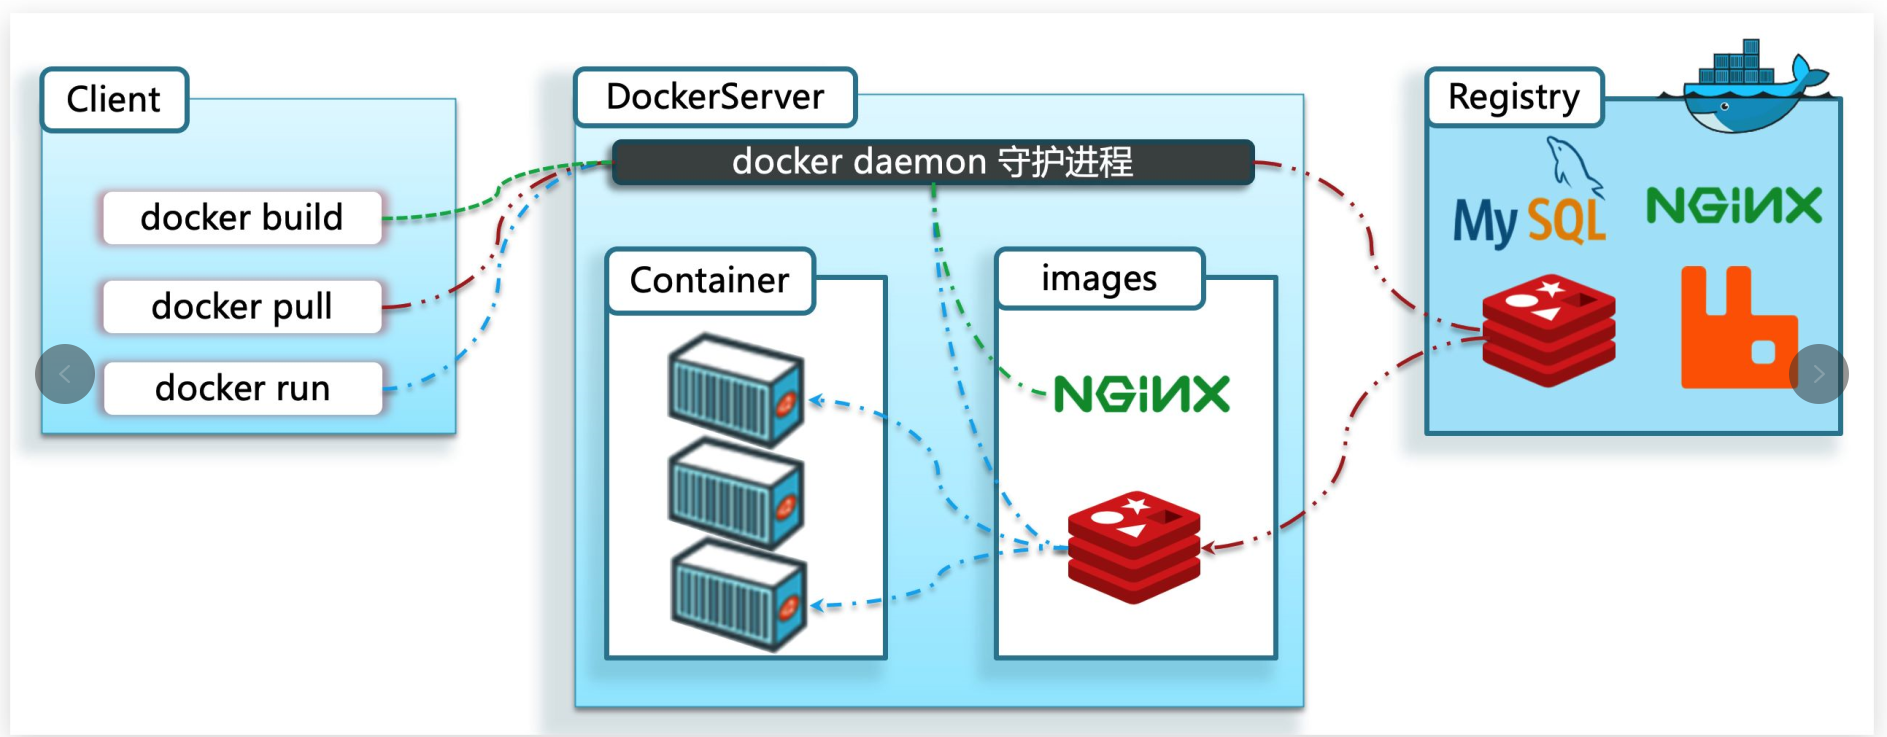 Client
docker build
docker pull
docker run
DockerServer
docker daemon 守护进程
Container
images
NGINX
Registry
MySQL
NGINX